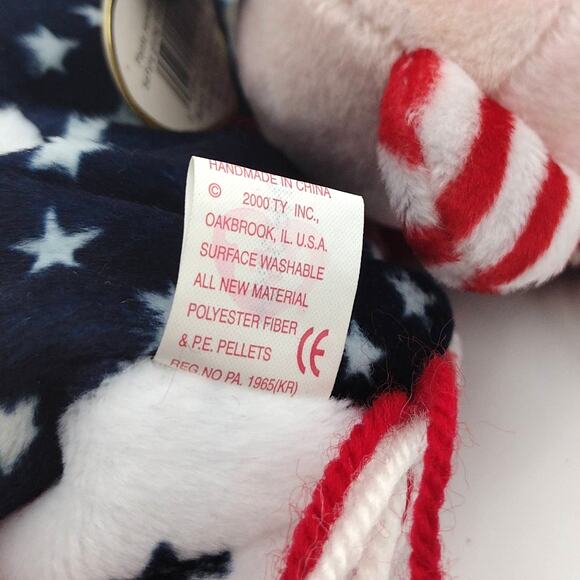 HANDMADE IN CHINA
© 2000 TY INC.,
OAKBROOK, IL. U.S.A.
SURFACE WASHABLE
ALL NEW MATERIAL
POLYESTER FIBER
& P.E. PELLETS
REG NO PA. 1965(KR)
CE